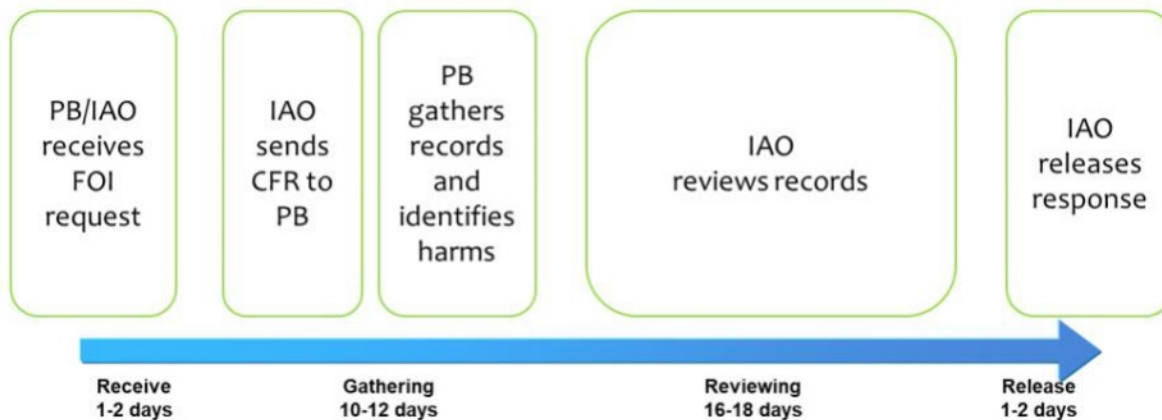 PB/IAO
receives
FOI
request
IAO
sends
CFR to
PB
PB
gathers
records
and
identifies
harms
IAO
reviews records
IAO
releases
response
Receive
1-2 days
Gathering
10-12 days
Reviewing
16-18 days
Release
1-2 days